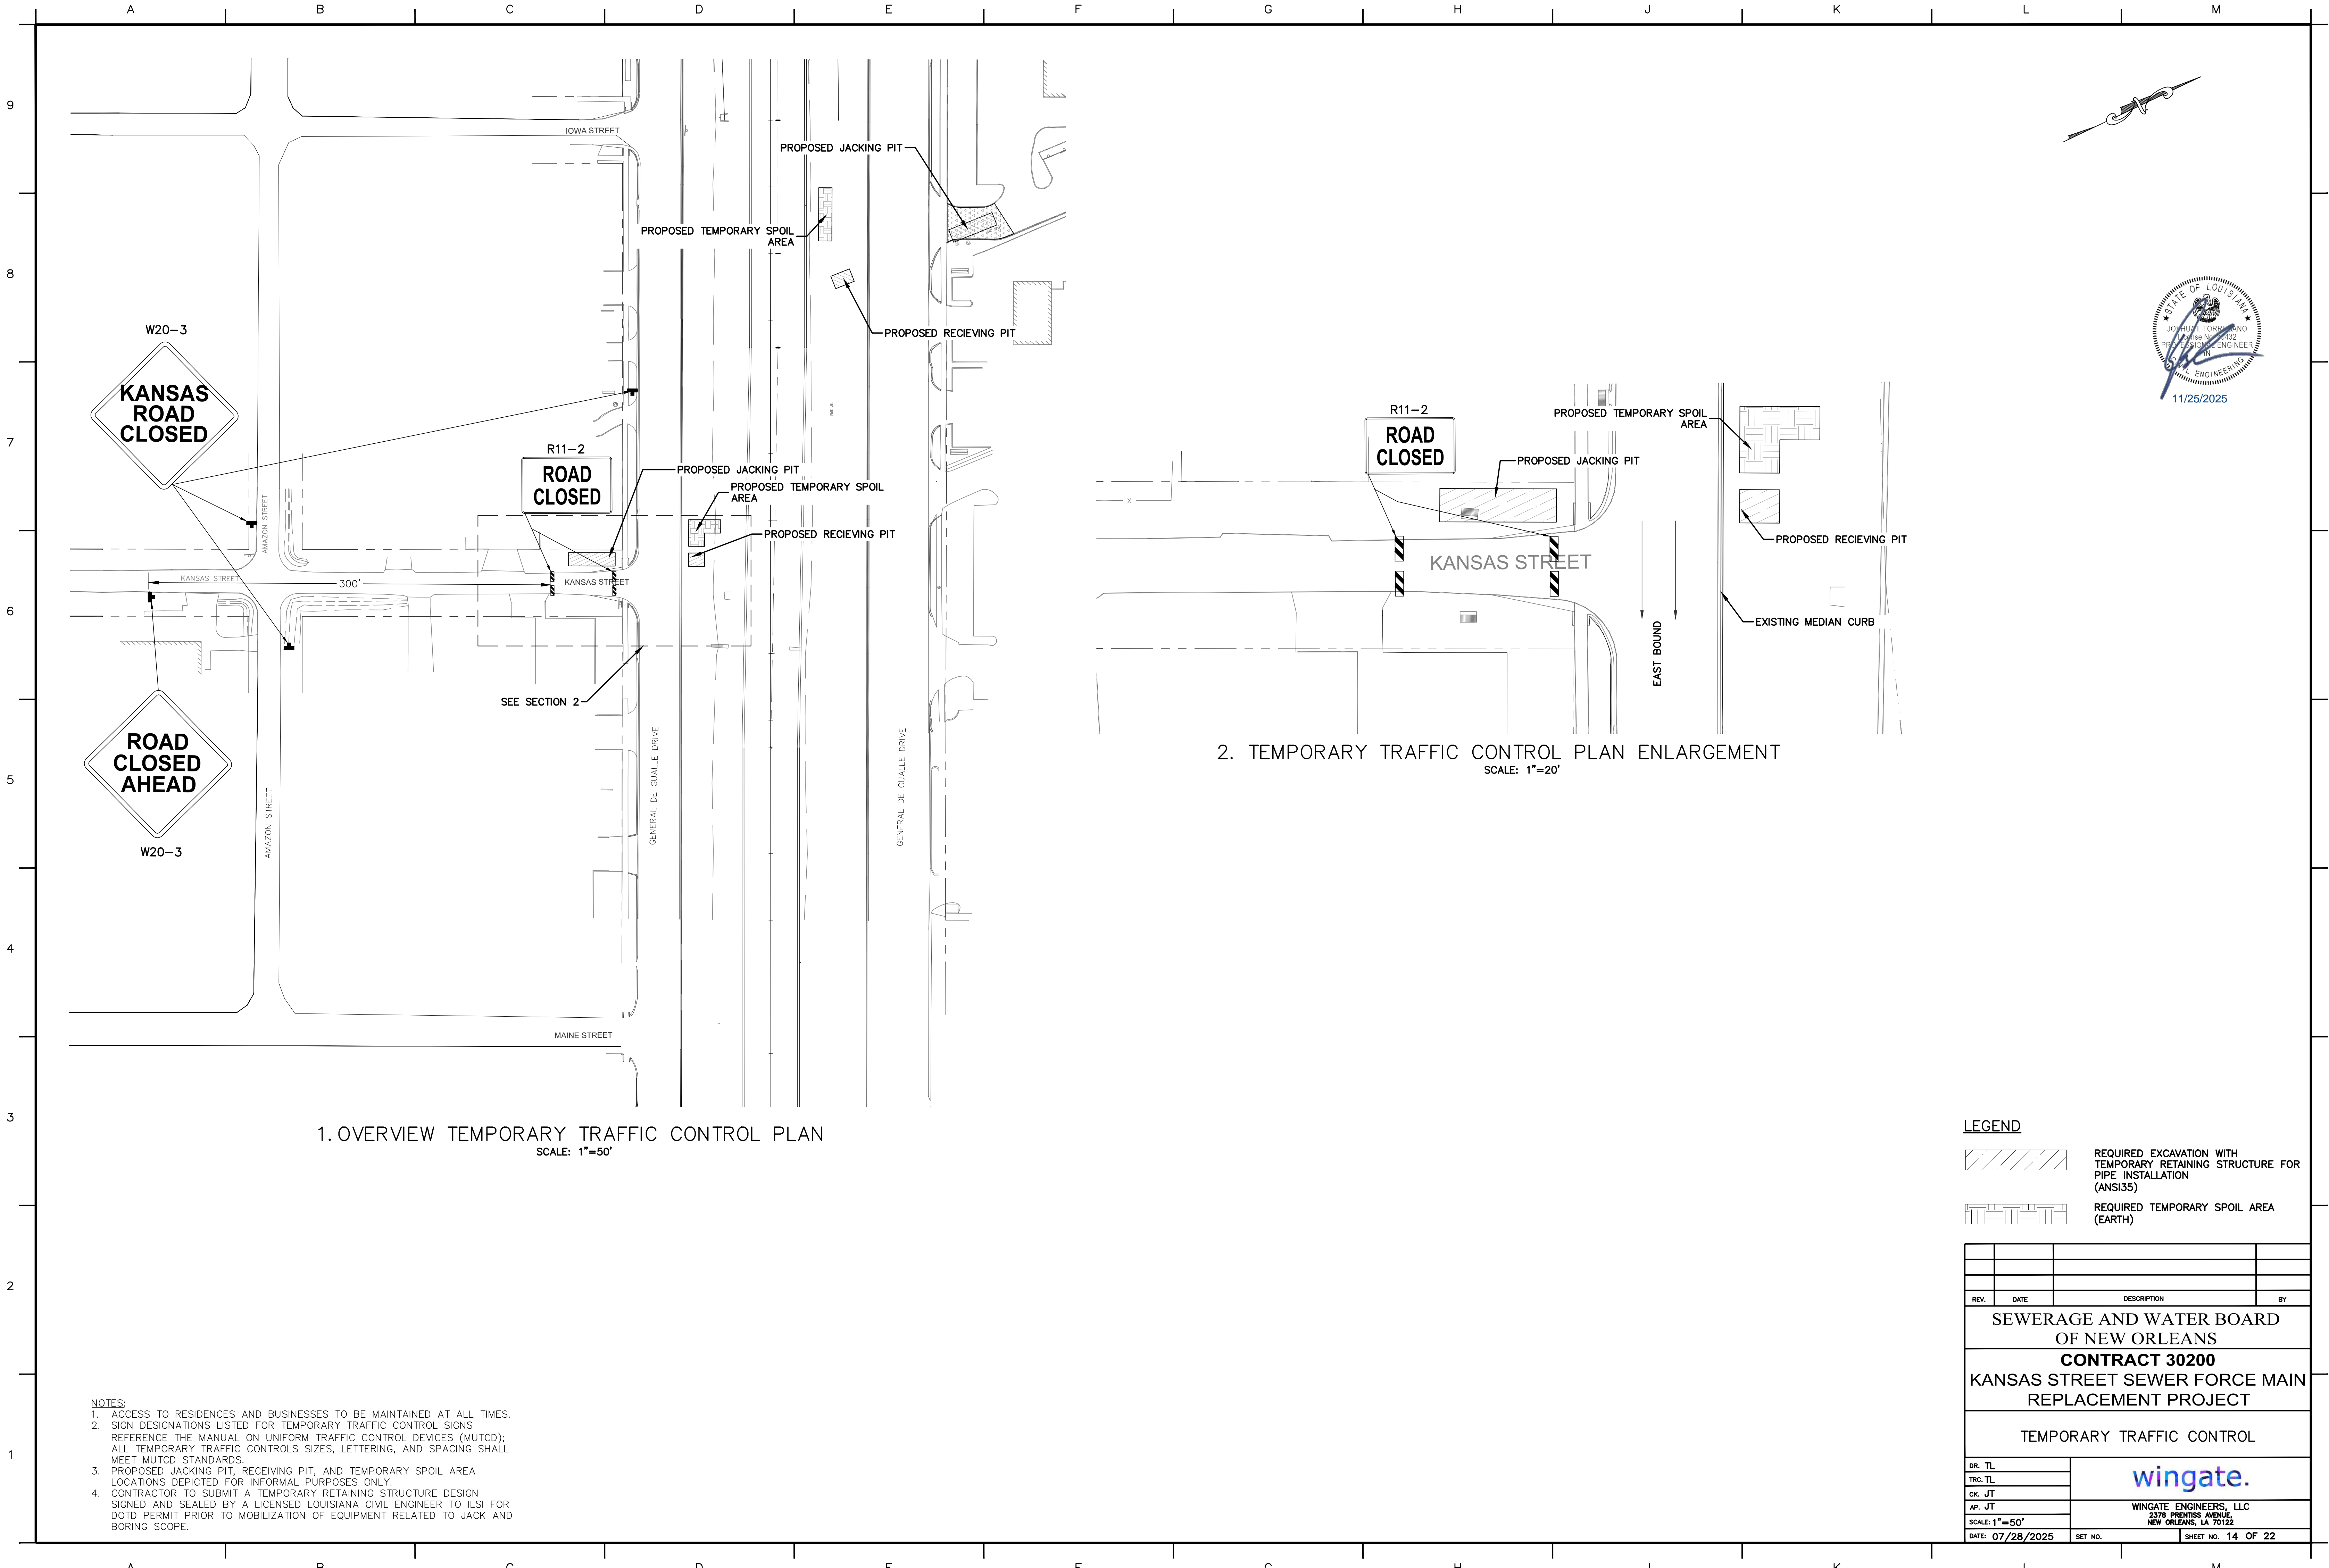 A B C D E F G H J K L M
9
8
7
6
5
4
3
2
1
IOWA STREET
PROPOSED JACKING PIT
PROPOSED TEMPORARY SPOIL
AREA
PROPOSED RECIEVING PIT
W20-3
KANSAS
ROAD
CLOSED
R11-2
ROAD
CLOSED
PROPOSED JACKING PIT
PROPOSED TEMPORARY SPOIL
AREA
PROPOSED RECIEVING PIT
AMAZON STREET
KANSAS STREET
300'
KANSAS STREET
SEE SECTION 2
ROAD
CLOSED
AHEAD
W20-3
AMAZON STREET
GENERAL DE GUALLE DRIVE
GENERAL DE GUALLE DRIVE
MAINE STREET
1. OVERVIEW TEMPORARY TRAFFIC CONTROL PLAN
SCALE: 1"=50'
R11-2
ROAD
CLOSED
PROPOSED TEMPORARY SPOIL
AREA
PROPOSED JACKING PIT
X
PROPOSED RECIEVING PIT
KANSAS STREET
EXISTING MEDIAN CURB
EAST BOUND
2. TEMPORARY TRAFFIC CONTROL PLAN ENLARGEMENT
SCALE: 1"=20'
STATE OF LOUISIANA
PROFESSIONAL ENGINEER
IN
ENGINEERING
11/25/2025
NOTES:
1. ACCESS TO RESIDENCES AND BUSINESSES TO BE MAINTAINED AT ALL TIMES.
2. SIGN DESIGNATIONS LISTED FOR TEMPORARY TRAFFIC CONTROL SIGNS
REFERENCE THE MANUAL ON UNIFORM TRAFFIC CONTROL DEVICES (MUTCD);
ALL TEMPORARY TRAFFIC CONTROLS SIZES, LETTERING, AND SPACING SHALL
MEET MUTCD STANDARDS.
3. PROPOSED JACKING PIT, RECEIVING PIT, AND TEMPORARY SPOIL AREA
LOCATIONS DEPICTED FOR INFORMAL PURPOSES ONLY.
4. CONTRACTOR TO SUBMIT A TEMPORARY RETAINING STRUCTURE DESIGN
SIGNED AND SEALED BY A LICENSED LOUISIANA CIVIL ENGINEER TO ILSI FOR
DOTD PERMIT PRIOR TO MOBILIZATION OF EQUIPMENT RELATED TO JACK AND
BORING SCOPE.
LEGEND
REQUIRED EXCAVATION WITH
TEMPORARY RETAINING STRUCTURE FOR
PIPE INSTALLATION
(ANSI35)
REQUIRED TEMPORARY SPOIL AREA
(EARTH)
REV. DATE DESCRIPTION BY
SEWERAGE AND WATER BOARD
OF NEW ORLEANS
CONTRACT 30200
KANSAS STREET SEWER FORCE MAIN
REPLACEMENT PROJECT
TEMPORARY TRAFFIC CONTROL
DR. TL
TRC. TL
CK. JT
AP. JT
SCALE: 1"=50'
wingate.
WINGATE ENGINEERS, LLC
2378 PRENTISS AVENUE,
NEW ORLEANS, LA 70122
DATE: 07/28/2025 SET NO. SHEET NO. 14 OF 22